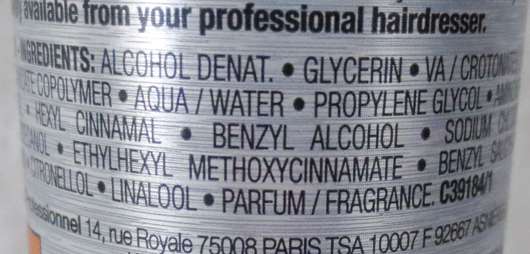 available from your professional hairdresser.
INGREDIENTS: ALCOHOL DENAT. • GLYCERIN • VA / CROTONATES
COPOLYMER • AQUA / WATER • PROPYLENE GLYCOL •
HEXYL CINNAMAL • BENZYL ALCOHOL • SODIUM
• ETHYLHEXYL METHOXYCINNAMATE • BENZYL
CITRONELLOL • LINALOOL • PARFUM / FRAGRANCE. C39184/1
14, rue Royale 75008 PARIS TSA 10007 F 92667